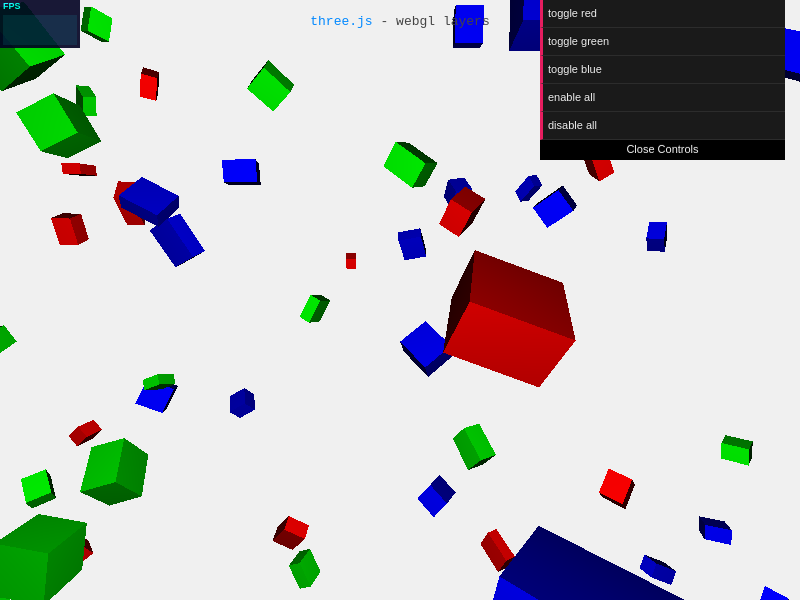 FPS
three.js - webgl layers
toggle red
toggle green
toggle blue
enable all
disable all
Close Controls